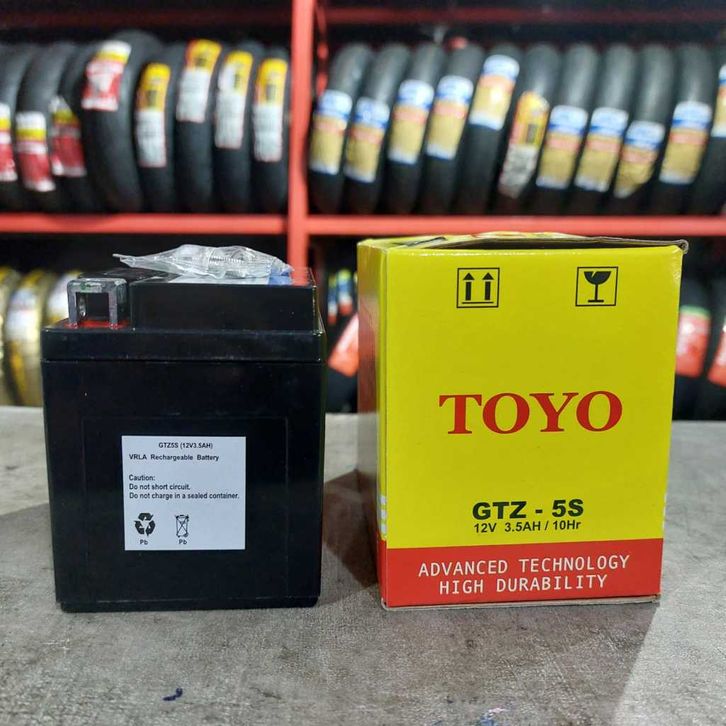 GTZ5S (12V3.5AH)
VRLA Rechargeable Battery
Caution:
Do not short circuit.
Do not charge in a sealed container.
Pb
Pb
TOYO
GTZ - 5S
12V 3.5AH / 10Hr
ADVANCED TECHNOLOGY
HIGH DURABILITY